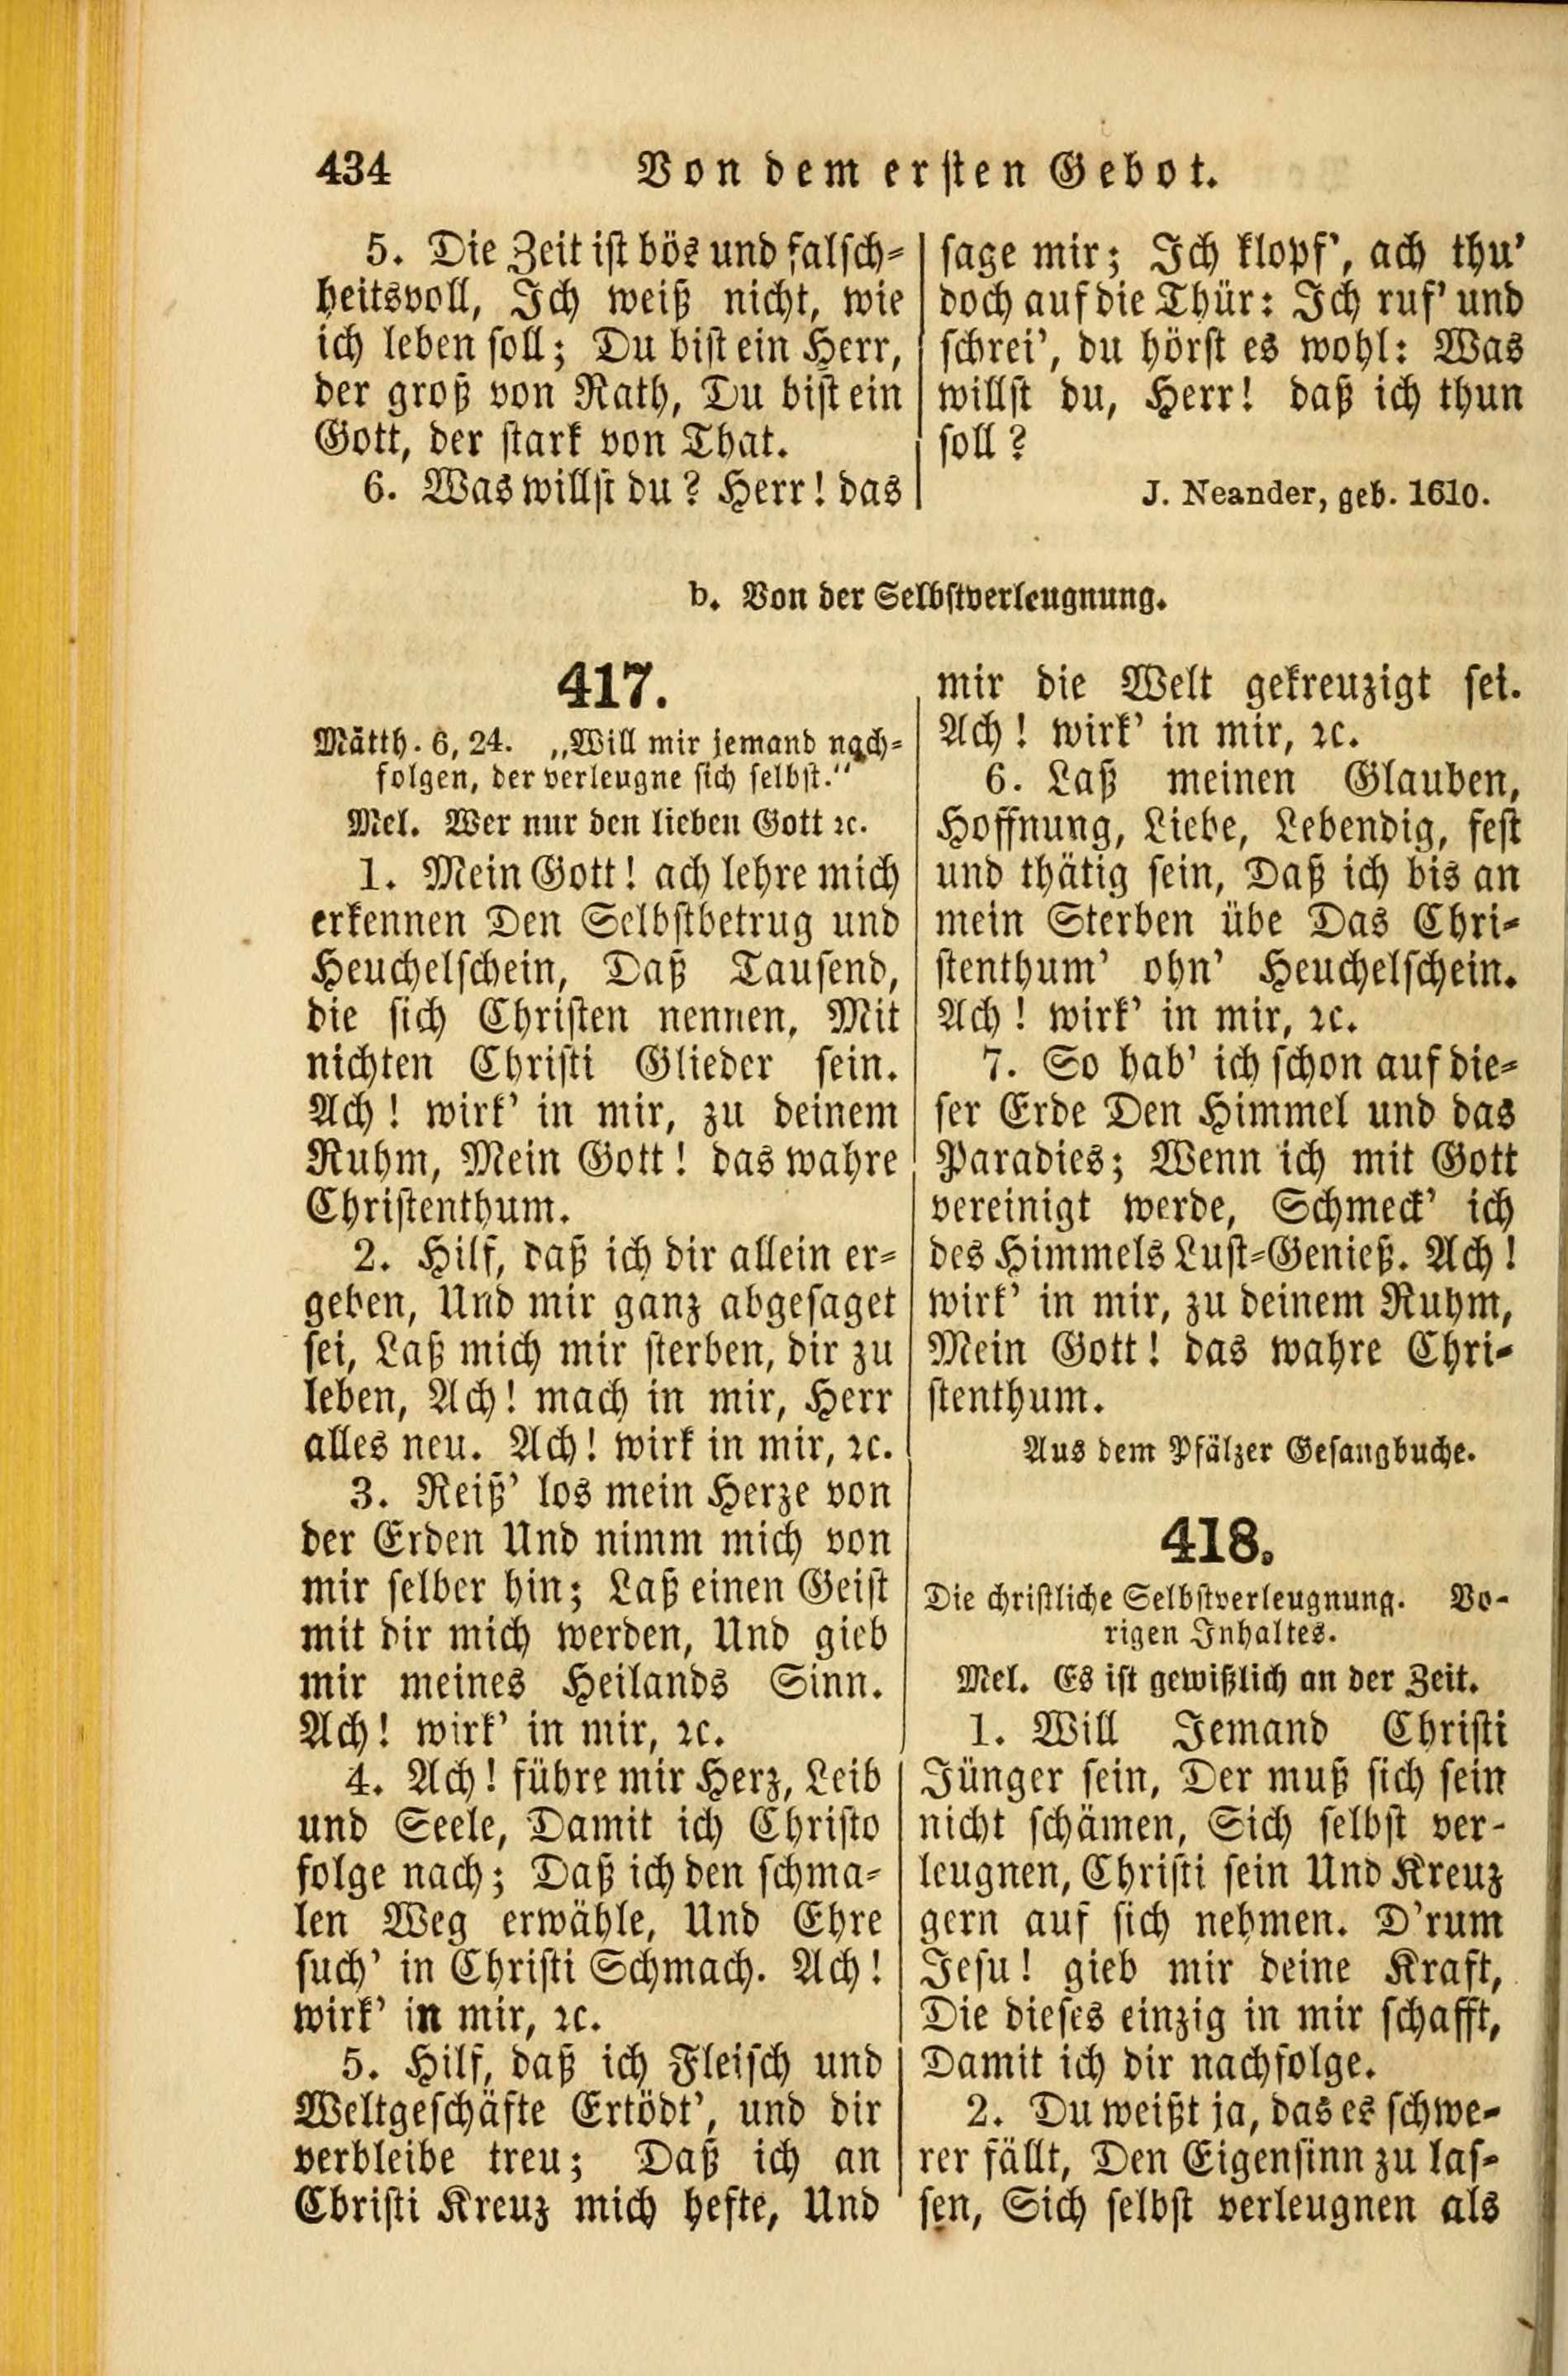 434 Von dem ersten Gebot.
5. Die Zeit ist bös und falsch-
heitsvoll, Ich weiß nicht, wie
ich leben soll; Du bist ein Herr,
der groß von Rath, Du bist ein
Gott, der stark von That.
6. Was willst du? Herr! das
sage mir; Ich klopf', ach thu'
doch auf die Thür: Ich ruf' und
schrei', du hörst es wohl: Was
willst du, Herr! daß ich thun
soll?
J. Neander, geb. 1610.
b. Von der Selbstverleugnung.
417.
Matth. 6, 24. „Will mir jemand nach-
folgen, der verleugne sich selbst."
Mel. Wer nur den lieben Gott ꝛc.
1. Mein Gott! ach lehre mich
erkennen Den Selbstbetrug und
Heuchelschein, Daß Tausend,
die sich Christen nennen, Mit
nichten Christi Glieder sein.
Ach! wirk' in mir, zu deinem
Ruhm, Mein Gott! das wahre
Christenthum.
2. Hilf, daß ich dir allein er-
geben, Und mir ganz abgesaget
sei, Laß mich mir sterben, dir zu
leben, Ach! mach in mir, Herr
alles neu. Ach! wirk in mir, ꝛc.
3. Reiß' los mein Herze von
der Erden Und nimm mich von
mir selber hin; Laß einen Geist
mit dir mich werden, Und gieb
mir meines Heilands Sinn.
Ach! wirk' in mir, ꝛc.
4. Ach! führe mir Herz, Leib
und Seele, Damit ich Christo
folge nach; Daß ich den schma-
len Weg erwähle, Und Ehre
such' in Christi Schmach. Ach!
wirk' in mir, ꝛc.
5. Hilf, daß ich Fleisch und
Weltgeschäfte Ertödt', und dir
verbleibe treu; Daß ich an
Christi Kreuz mich hefte, Und
mir die Welt gekreuzigt sei.
Ach! wirk' in mir, ꝛc.
6. Laß meinen Glauben,
Hoffnung, Liebe, Lebendig, fest
und thätig sein, Daß ich bis an
mein Sterben übe Das Chri-
stenthum' ohn' Heuchelschein.
Ach! wirk' in mir, ꝛc.
7. So hab' ich schon auf die-
ser Erde Den Himmel und das
Paradies; Wenn ich mit Gott
vereinigt werde, Schmeck' ich
des Himmels Lust-Genieß. Ach!
wirk' in mir, zu deinem Ruhm,
Mein Gott! das wahre Chri-
stenthum.
Aus dem Pfälzer Gesangbuche.
418.
Die christliche Selbstverleugnung. Vo-
rigen Inhaltes.
Mel. Es ist gewißlich an der Zeit.
1. Will Jemand Christi
Jünger sein, Der muß sich sein
nicht schämen, Sich selbst ver-
leugnen, Christi sein Und Kreuz
gern auf sich nehmen. D'rum
Jesu! gieb mir deine Kraft,
Die dieses einzig in mir schafft,
Damit ich dir nachfolge.
2. Du weißt ja, das es schwe-
rer fällt, Den Eigensinn zu las-
sen, Sich selbst verleugnen als